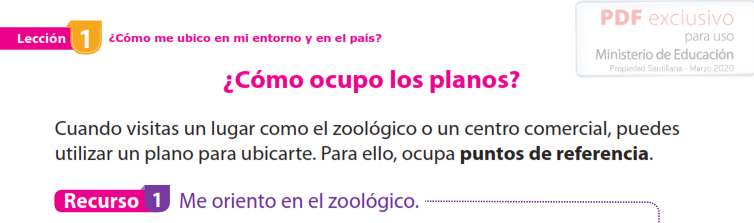 PDF exclusivo
para uso
Ministerio de Educación
Propiedad Santillana - Marzo 2020
Lección 1 ¿Cómo me ubico en mi entorno y en el país?
¿Cómo ocupo los planos?
Cuando visitas un lugar como el zoológico o un centro comercial, puedes
utilizar un plano para ubicarte. Para ello, ocupa puntos de referencia.
Recurso 1 Me oriento en el zoológico.